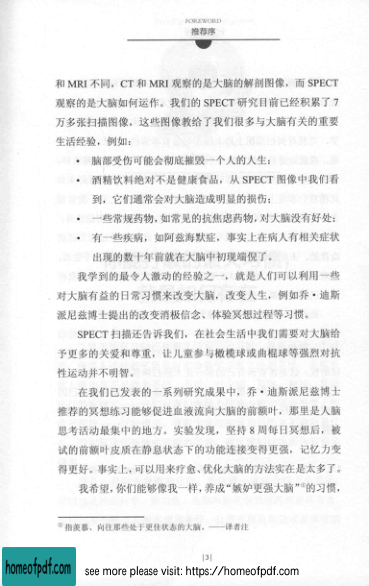 FOREWORD
推荐序
和 MRI 不同，CT 和 MRI 观察的是大脑的解剖图像，而 SPECT
观察的是大脑如何运作。我们的 SPECT 研究目前已经积累了 7
万多张扫描图像，这些图像教给了我们很多与大脑有关的重要
生活经验，例如：
• 脑部受伤可能会彻底摧毁一个人的人生；
• 酒精饮料绝对不是健康食品，从 SPECT 图像中我们看
到，它们通常会对大脑造成明显的损伤；
• 一些常规药物，如常见的抗焦虑药物，对大脑没有好处；
• 有一些疾病，如阿兹海默症，事实上在病人有相关症状
出现的数十年前就在大脑中初现端倪了。
我学到的最令人激动的经验之一，就是人们可以利用一些
对大脑有益的日常习惯来改变大脑，改变人生，例如乔·迪斯
派尼兹博士提出的改变消极信念、体验冥想过程等习惯。
SPECT 扫描还告诉我们，在社会生活中我们需要对大脑给
予更多的关爱和尊重，让儿童参与橄榄球或曲棍球等强烈对抗
性运动并不明智。
在我们已发表的一系列研究成果中，乔·迪斯派尼兹博士
推荐的冥想练习能够促进血液流向大脑的前额叶，那里是人脑
思考活动最集中的地方。实验发现，坚持 8 周每日冥想后，被
试的前额叶皮质在静息状态下的功能连接变得更强，记忆力变
得更好。事实上，可以用来疗愈、优化大脑的方法实在是太多了。
我希望，你们能够像我一样，养成“嫉妒更强大脑”①的习惯，
① 指羡慕、向往那些处于更佳状态的大脑。——译者注
|3|
homeofpdf.com
see more please visit: https://homeofpdf.com